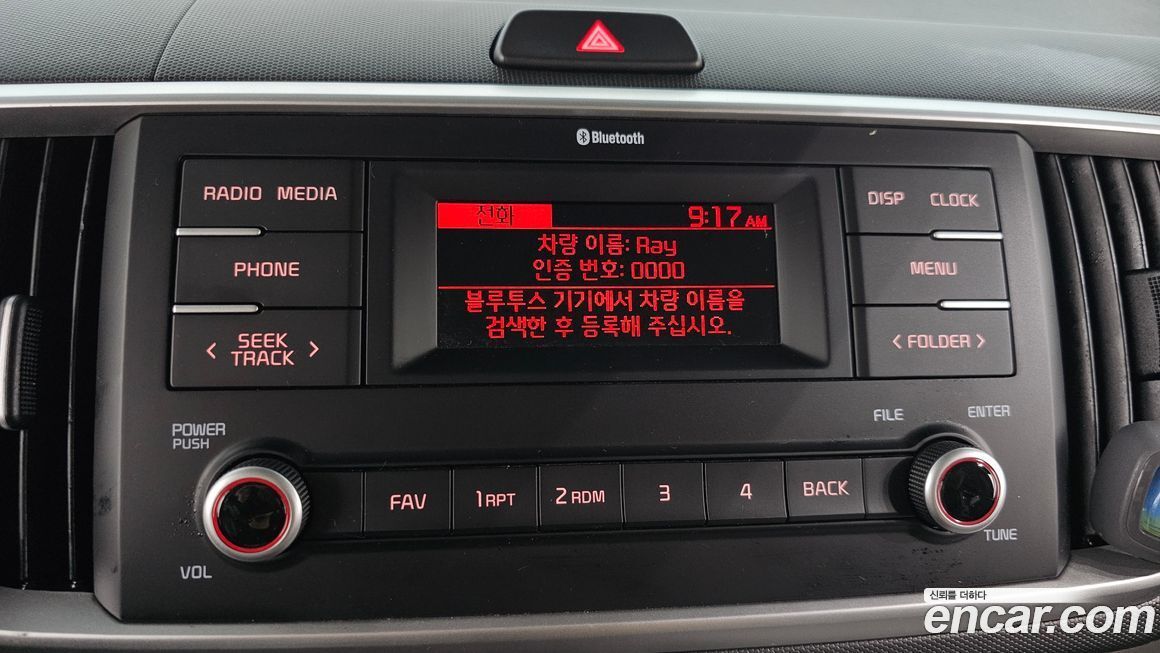 Bluetooth
RADIO MEDIA
전화 9:17 AM
DISP CLOCK
차량 이름: Ray
인증 번호: 0000
PHONE
MENU
블루투스 기기에서 차량 이름을
검색한 후 등록해 주십시오.
< SEEK TRACK >
< FOLDER >
POWER
PUSH
FILE
ENTER
FAV
1 RPT
2 RDM
3
4
BACK
VOL
TUNE
신뢰를 더하다
encar.com